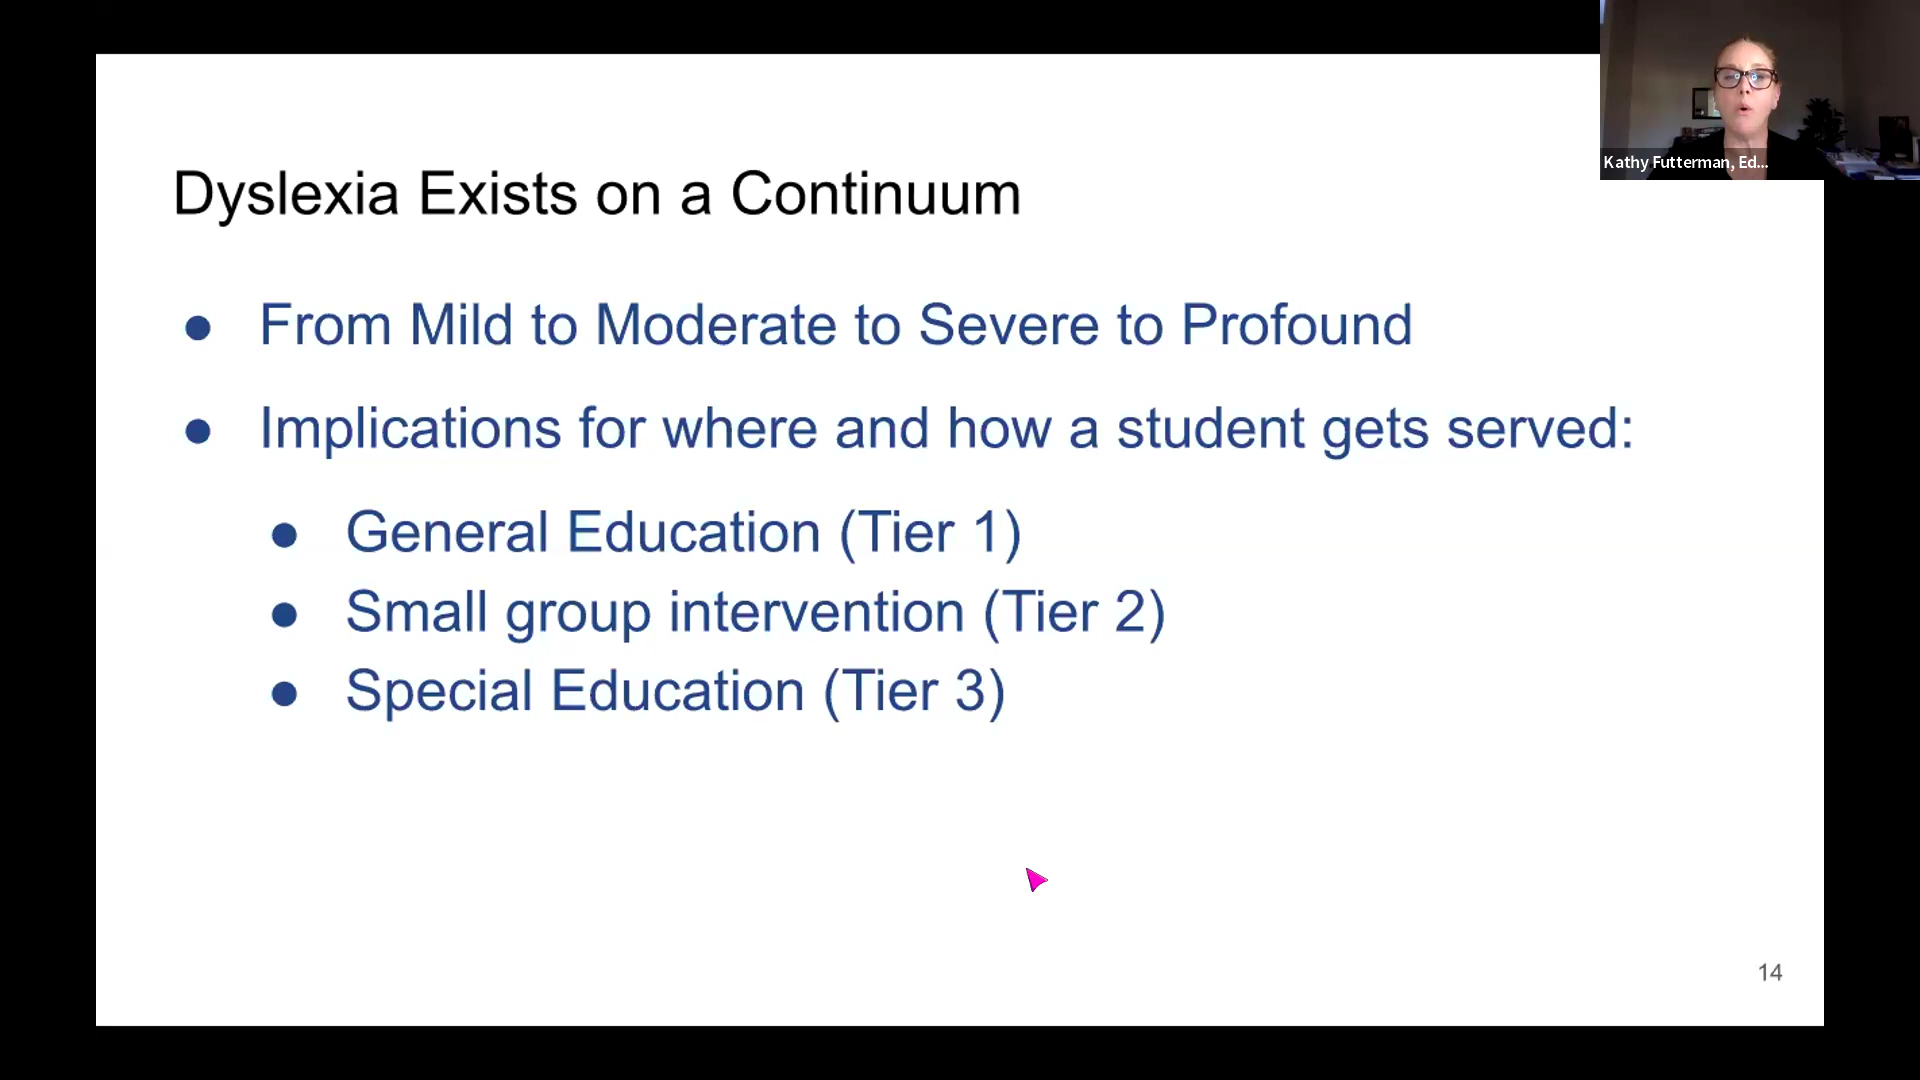 Kathy Futterman, Ed...
Dyslexia Exists on a Continuum
● From Mild to Moderate to Severe to Profound
● Implications for where and how a student gets served:
● General Education (Tier 1)
● Small group intervention (Tier 2)
● Special Education (Tier 3)
14